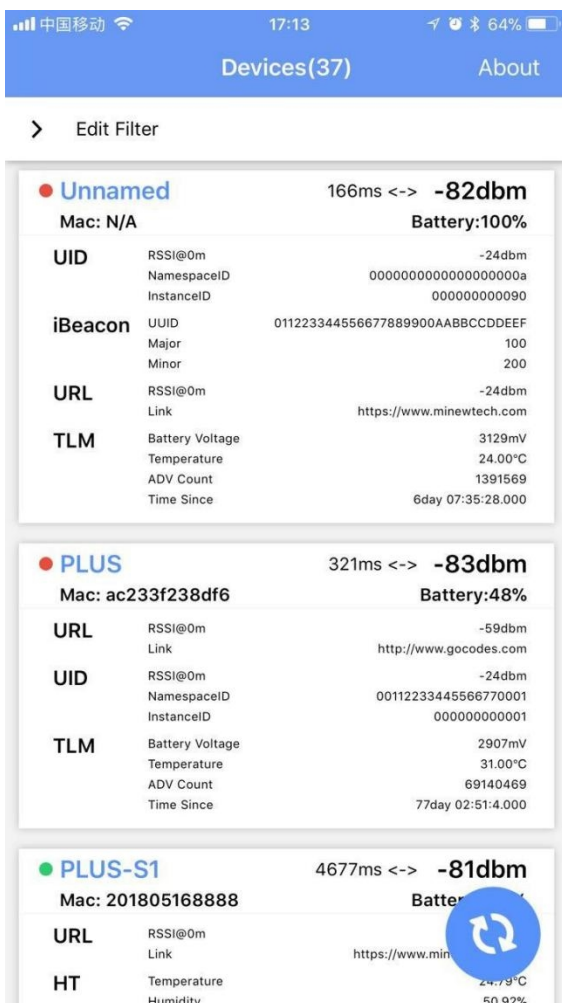 中国移动 17:13 64%
Devices(37) About
Edit Filter
Unnamed 166ms <-> -82dbm
Mac: N/A Battery:100%
UID RSSI@0m -24dbm
NamespaceID 0000000000000000000a
InstanceID 000000000090
iBeacon UUID 011223344556677889900AABBCCDDEEF
Major 100
Minor 200
URL RSSI@0m -24dbm
Link https://www.minewtech.com
TLM Battery Voltage 3129mV
Temperature 24.00°C
ADV Count 1391569
Time Since 6day 07:35:28.000
PLUS 321ms <-> -83dbm
Mac: ac233f238df6 Battery:48%
URL RSSI@0m -59dbm
Link http://www.gocodes.com
UID RSSI@0m -24dbm
NamespaceID 00112233445566770001
InstanceID 000000000001
TLM Battery Voltage 2907mV
Temperature 31.00°C
ADV Count 69140469
Time Since 77day 02:51:4.000
PLUS-S1 4677ms <-> -81dbm
Mac: 201805168888
URL RSSI@0m
Link
HT Temperature 24.79°C
Humidity 50.92%